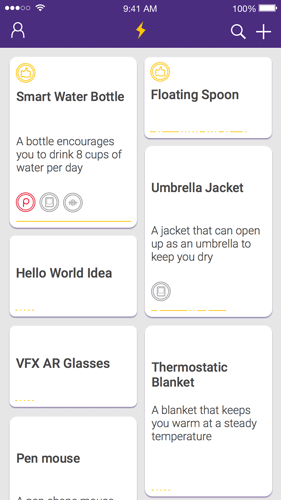 9:41 AM
100%
Smart Water Bottle
A bottle encourages
you to drink 8 cups of
water per day
Hello World Idea
VFX AR Glasses
Pen mouse
A pen shape mouse
Floating Spoon
Umbrella Jacket
A jacket that can open
up as an umbrella to
keep you dry
Thermostatic
Blanket
A blanket that keeps
you warm at a steady
temperature